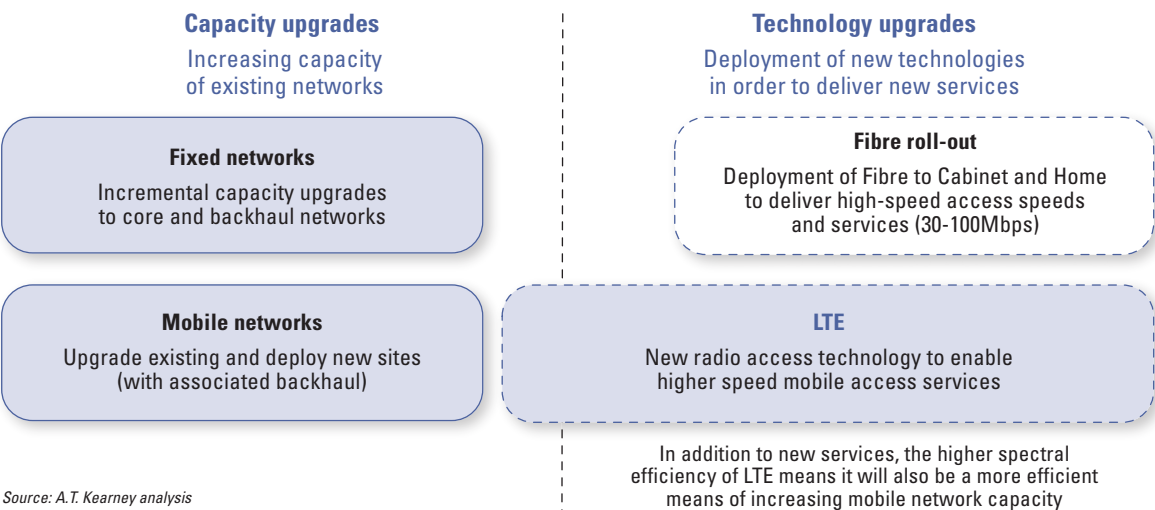 Capacity upgrades
Increasing capacity
of existing networks
Fixed networks
Incremental capacity upgrades
to core and backhaul networks
Mobile networks
Upgrade existing and deploy new sites
(with associated backhaul)
Technology upgrades
Deployment of new technologies
in order to deliver new services
Fibre roll-out
Deployment of Fibre to Cabinet and Home
to deliver high-speed access speeds
and services (30-100Mbps)
LTE
New radio access technology to enable
higher speed mobile access services
In addition to new services, the higher spectral
efficiency of LTE means it will also be a more efficient
means of increasing mobile network capacity
Source: A.T. Kearney analysis